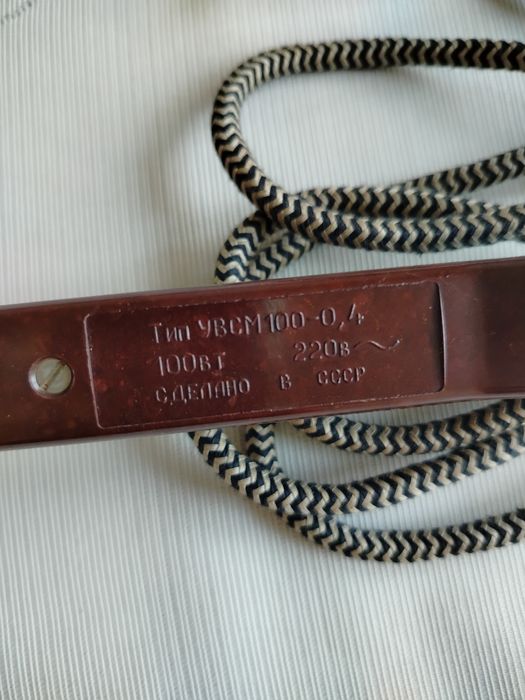 Тип УВСМ100-0,4
100вт 220в~
СДЕЛАНО В СССР